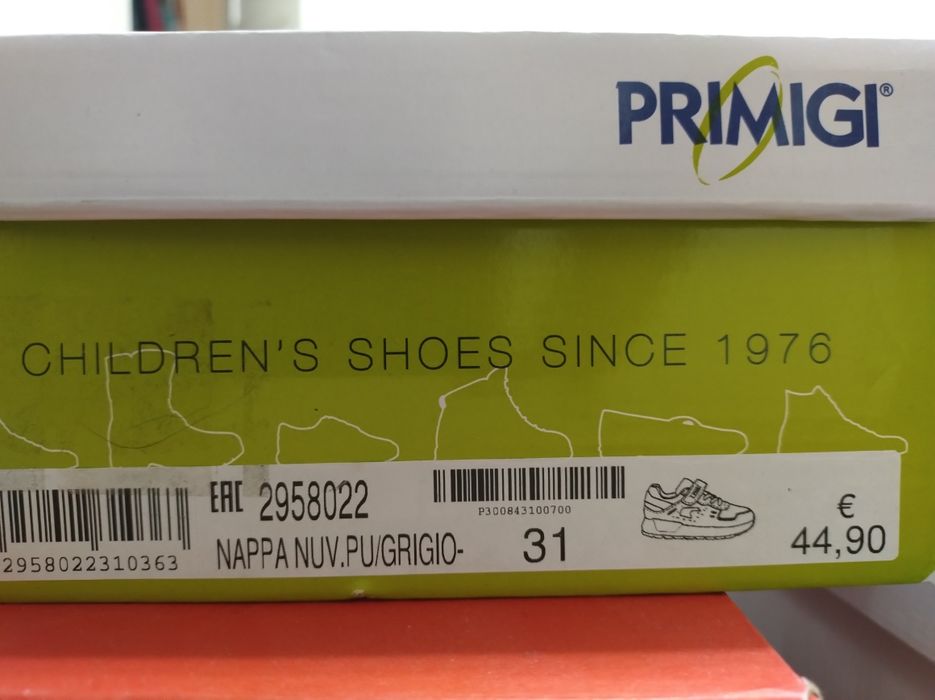 PRIMIGI®
CHILDREN'S SHOES SINCE 1976
2958022310363
EAC 2958022
NAPPA NUV.PU/GRIGIO-
P300843100700
31
€
44,90